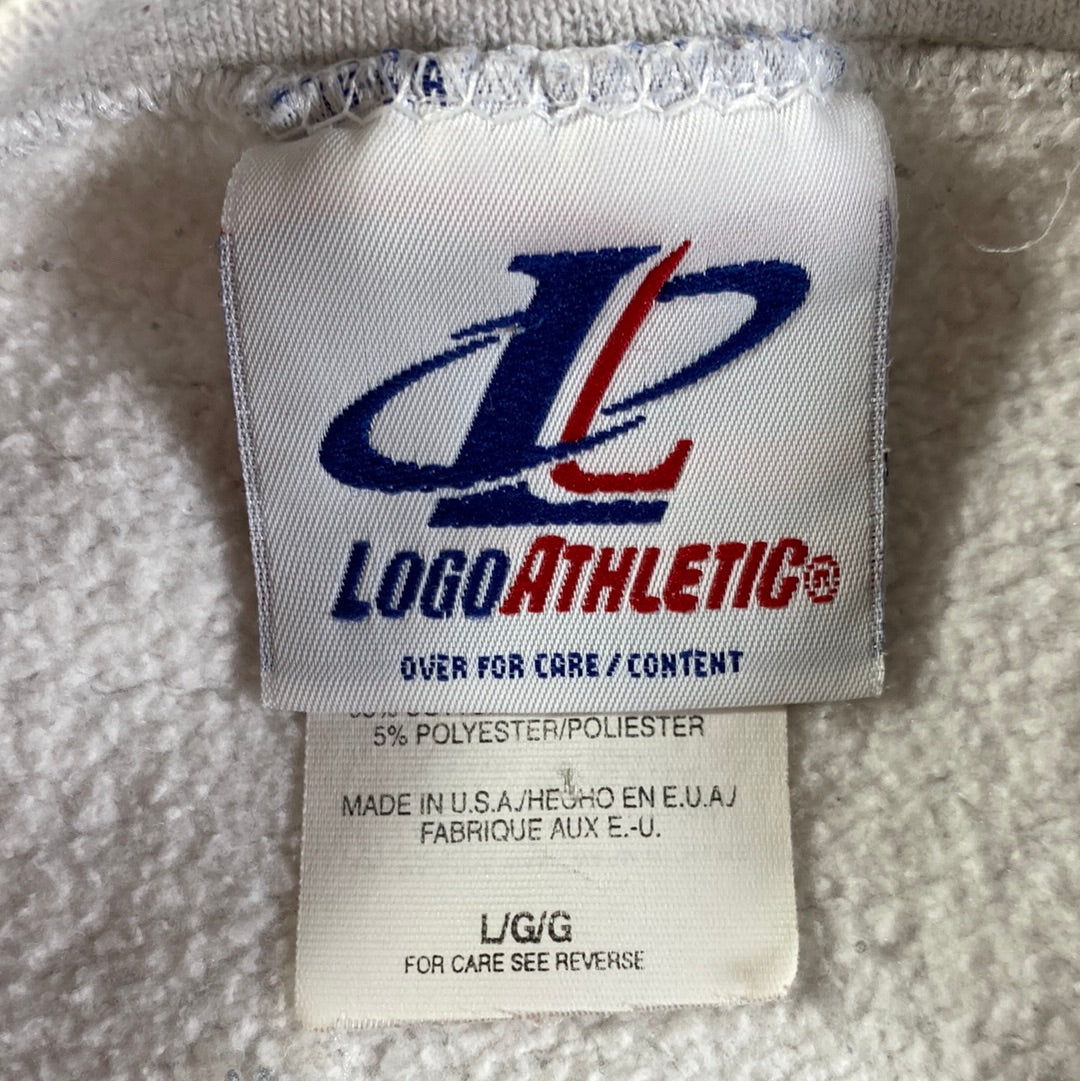 L
LOGOATHLETIC®
OVER FOR CARE/CONTENT
5% POLYESTER/POLIESTER
MADE IN U.S.A./HECHO EN E.U.A./
FABRIQUE AUX E.-U.
L/G/G
FOR CARE SEE REVERSE